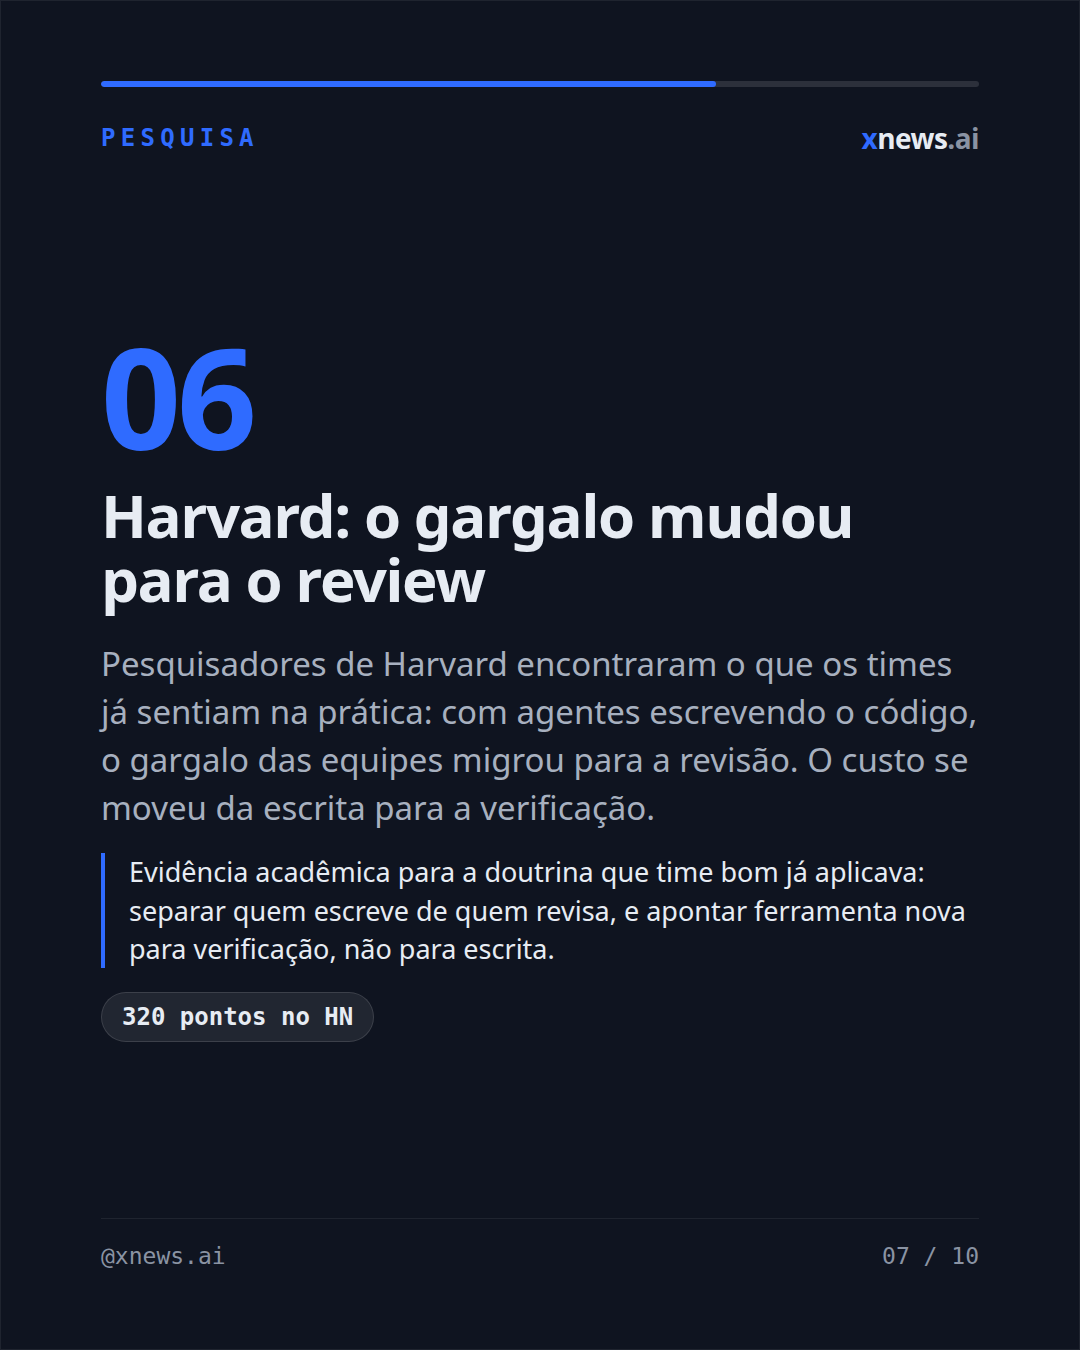 PESQUISA
xnews.ai
06
Harvard: o gargalo mudou
para o review
Pesquisadores de Harvard encontraram o que os times
já sentiam na prática: com agentes escrevendo o código,
o gargalo das equipes migrou para a revisão. O custo se
moveu da escrita para a verificação.
Evidência acadêmica para a doutrina que time bom já aplicava:
separar quem escreve de quem revisa, e apontar ferramenta nova
para verificação, não para escrita.
320 pontos no HN
@xnews.ai
07 / 10